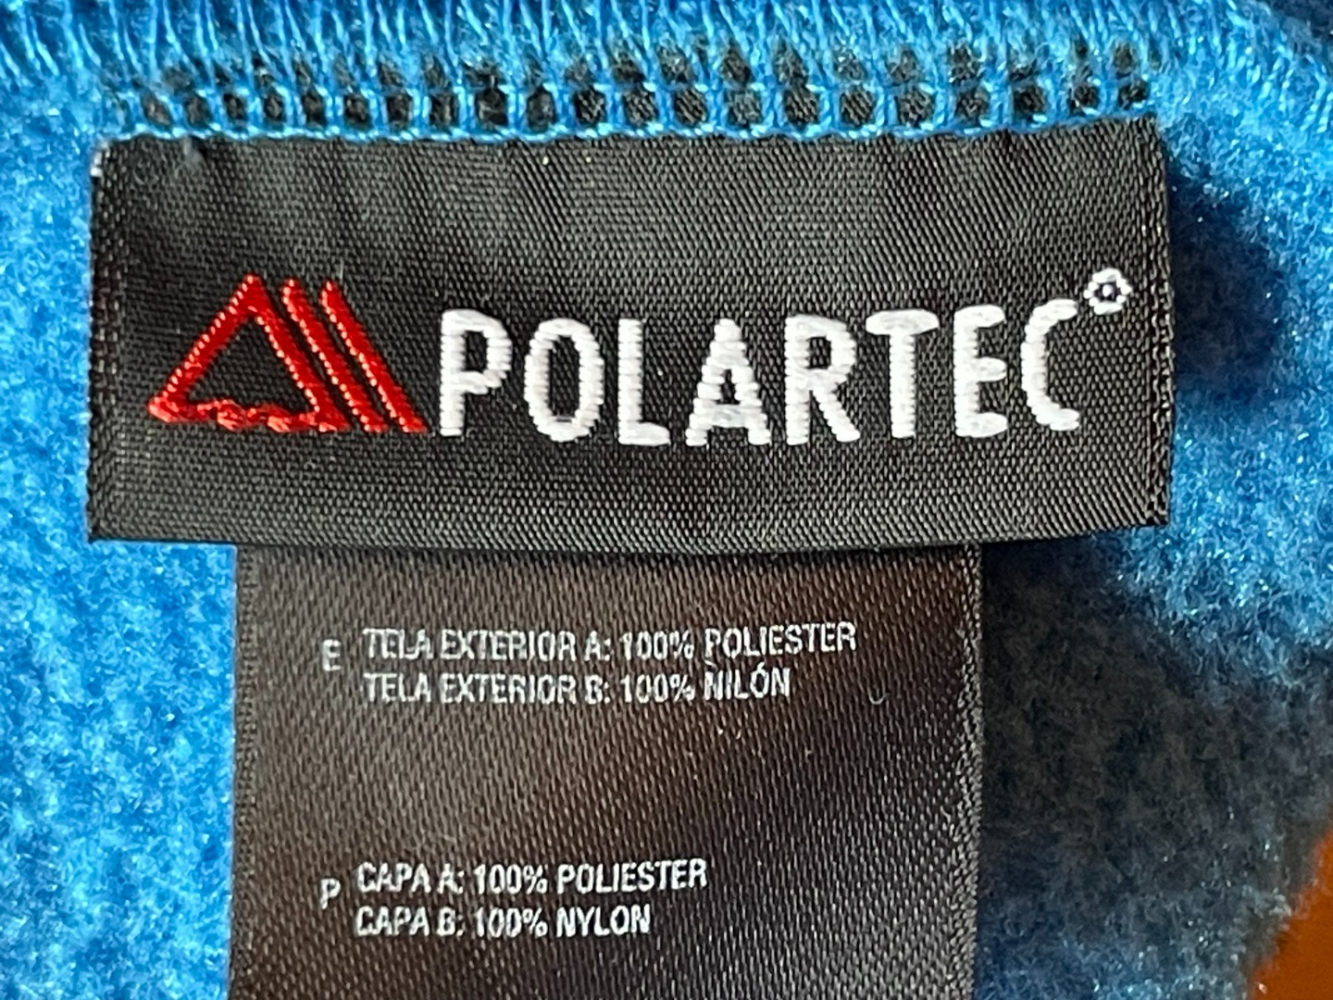 POLARTEC®
E TELA EXTERIOR A: 100% POLIESTER
TELA EXTERIOR B: 100% NILÓN
P CAPA A: 100% POLIESTER
CAPA B: 100% NYLON